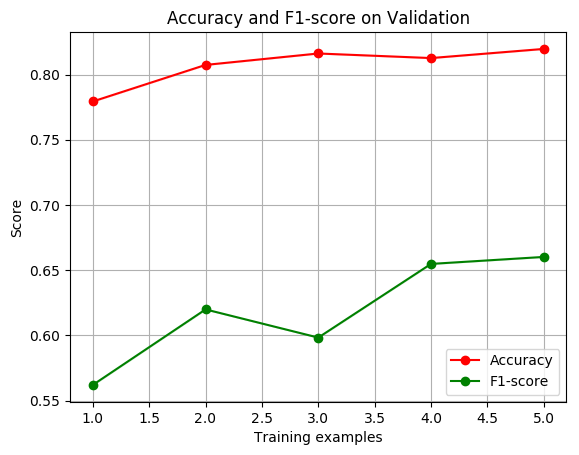 Accuracy and F1-score on Validation
Score
0.80
0.75
0.70
0.65
0.60
0.55
1.0 1.5 2.0 2.5 3.0 3.5 4.0 4.5 5.0
Training examples
Accuracy
F1-score